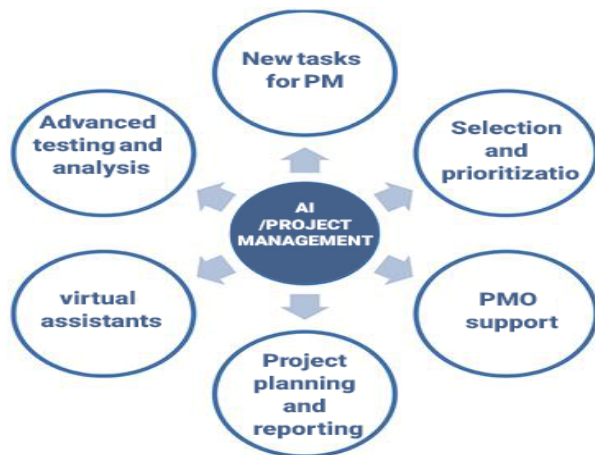 New tasks
for PM
Advanced
testing and
analysis
Selection
and
prioritizatio
AI
/PROJECT
MANAGEMENT
virtual
assistants
PMO
support
Project
planning
and
reporting